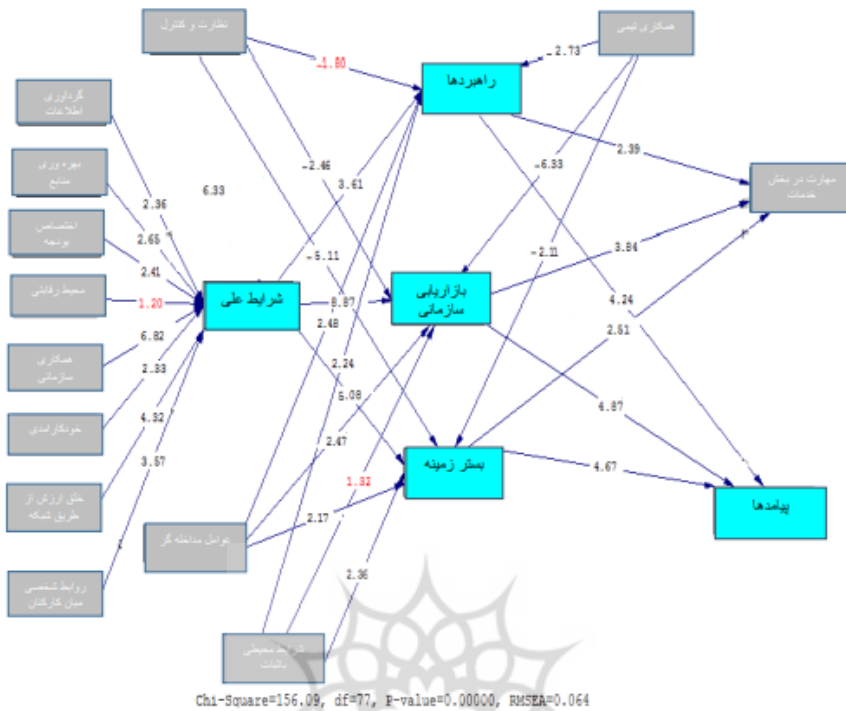 نظارت و کنترل
همکاری تیمی
-1.80
-2.73
راهبردها
گردآوری
اطلاعات
بهره وری
منابع
اختصاص
بودجه
محیط رقابتی
همکاری
سازمانی
خودکارامدی
خلق ارزش از
طریق شبکه
روابط شخصی
میان کارکنان
2.36
2.65
2.41
1.20
6.82
2.33
4.32
3.57
6.33
-2.46
3.61
-6.33
2.39
مهارت در بخش
خدمات
-5.11
-2.11
3.84
شرایط علی
8.87
بازاریابی
سازمانی
2.48
2.24
4.24
2.51
5.08
2.47
4.87
1.32
بستر زمینه
4.67
پیامدها
عوامل مداخله گر
2.17
2.36
شرایط محیطی
باثبات
Chi-Square=156.09, df=77, P-value=0.00000, RMSEA=0.064